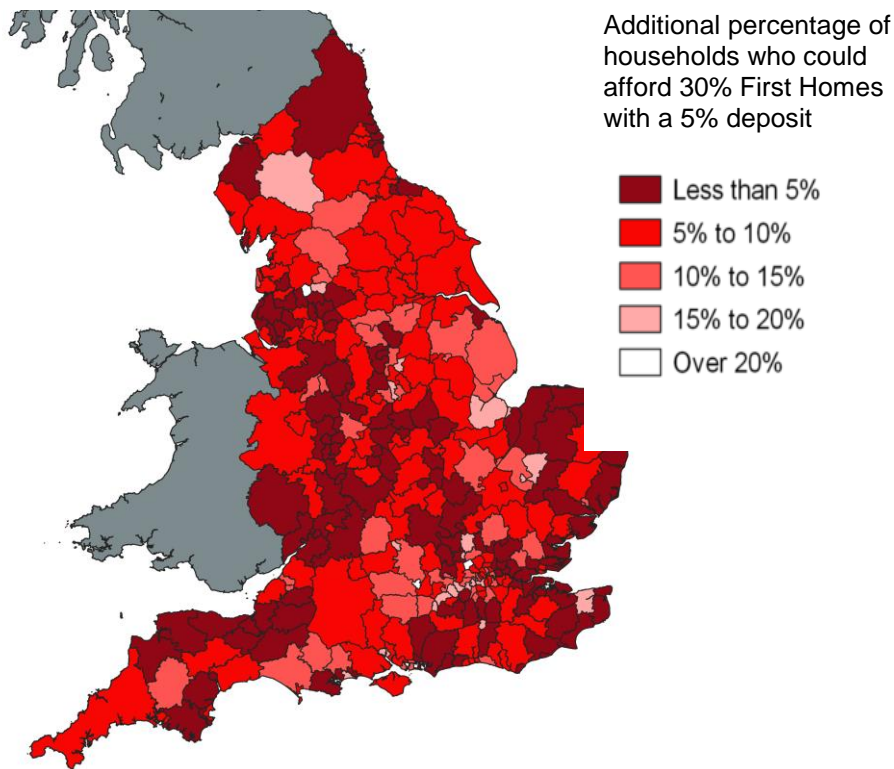 Additional percentage of
households who could
afford 30% First Homes
with a 5% deposit
Less than 5%
5% to 10%
10% to 15%
15% to 20%
Over 20%